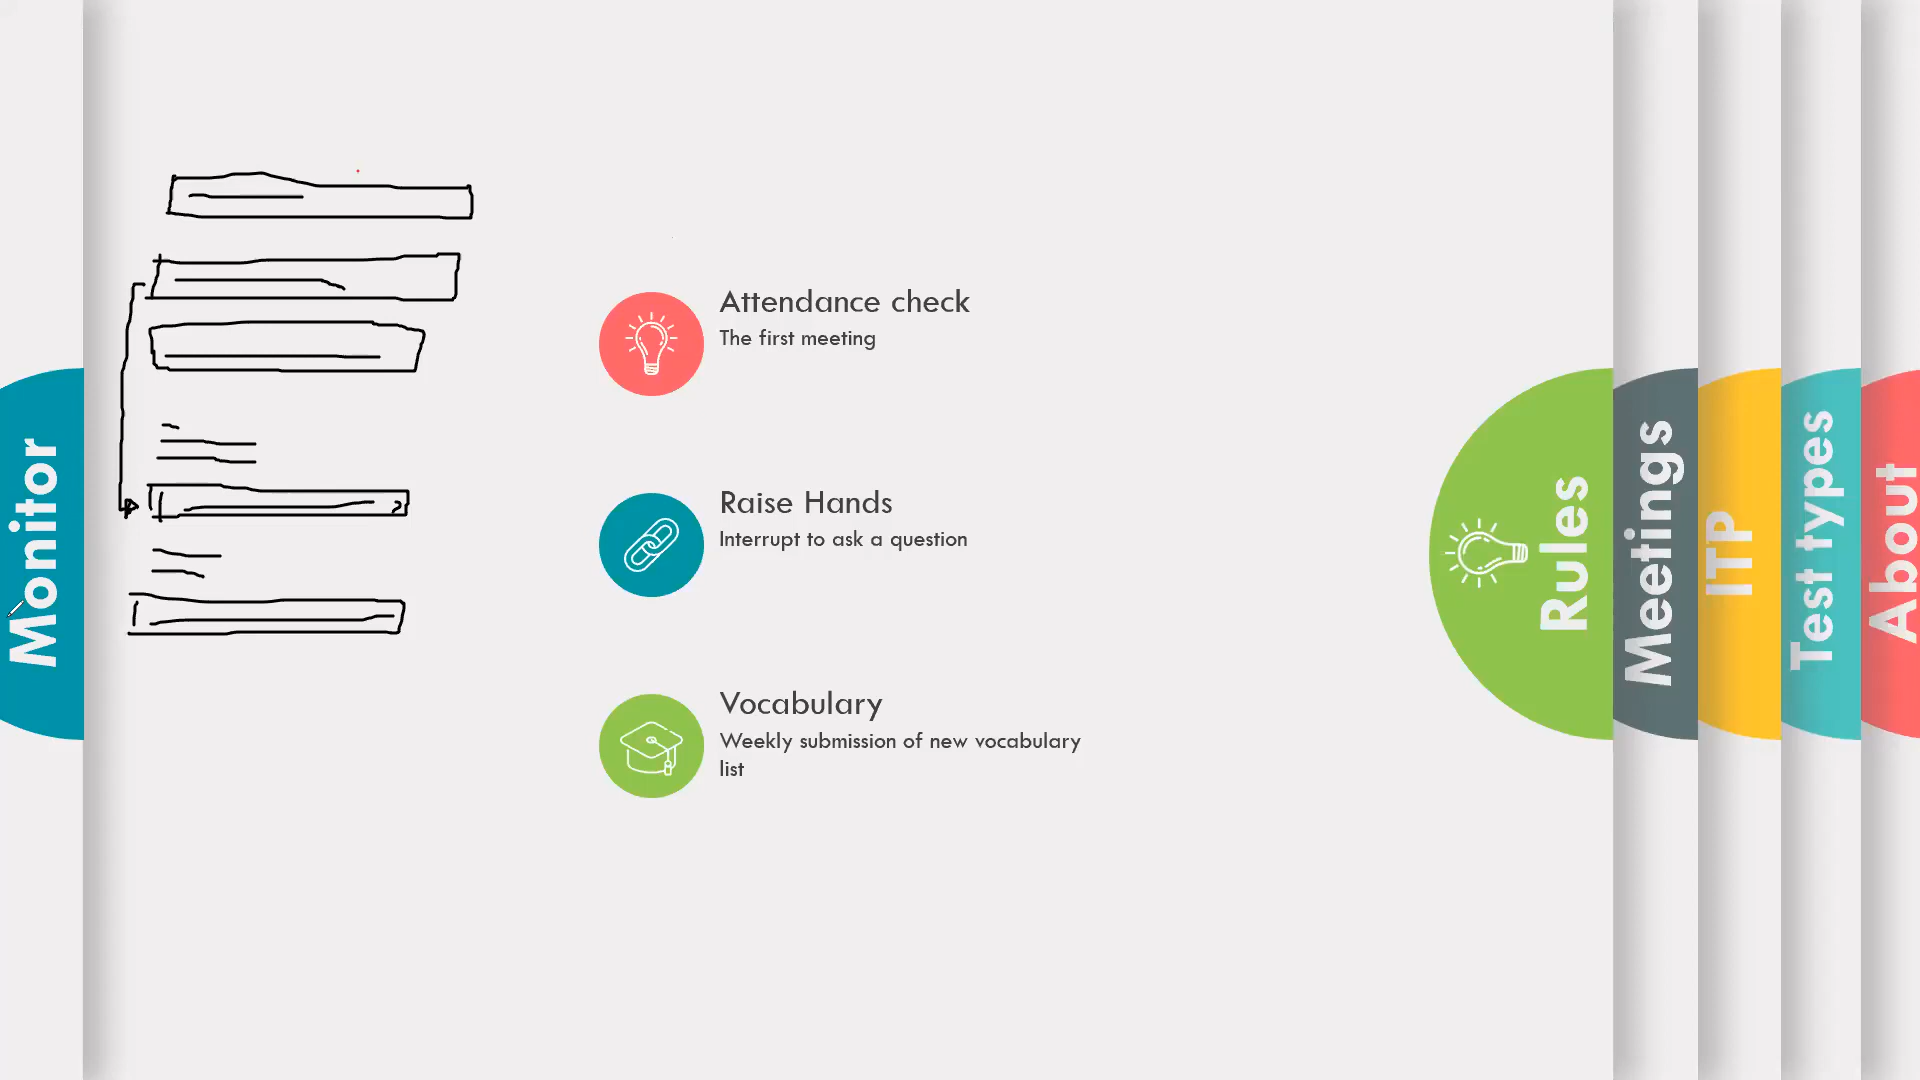 Monitor
Attendance check
The first meeting
Raise Hands
Interrupt to ask a question
Vocabulary
Weekly submission of new vocabulary
list
Rules
Meetings
ITP
Test types
About